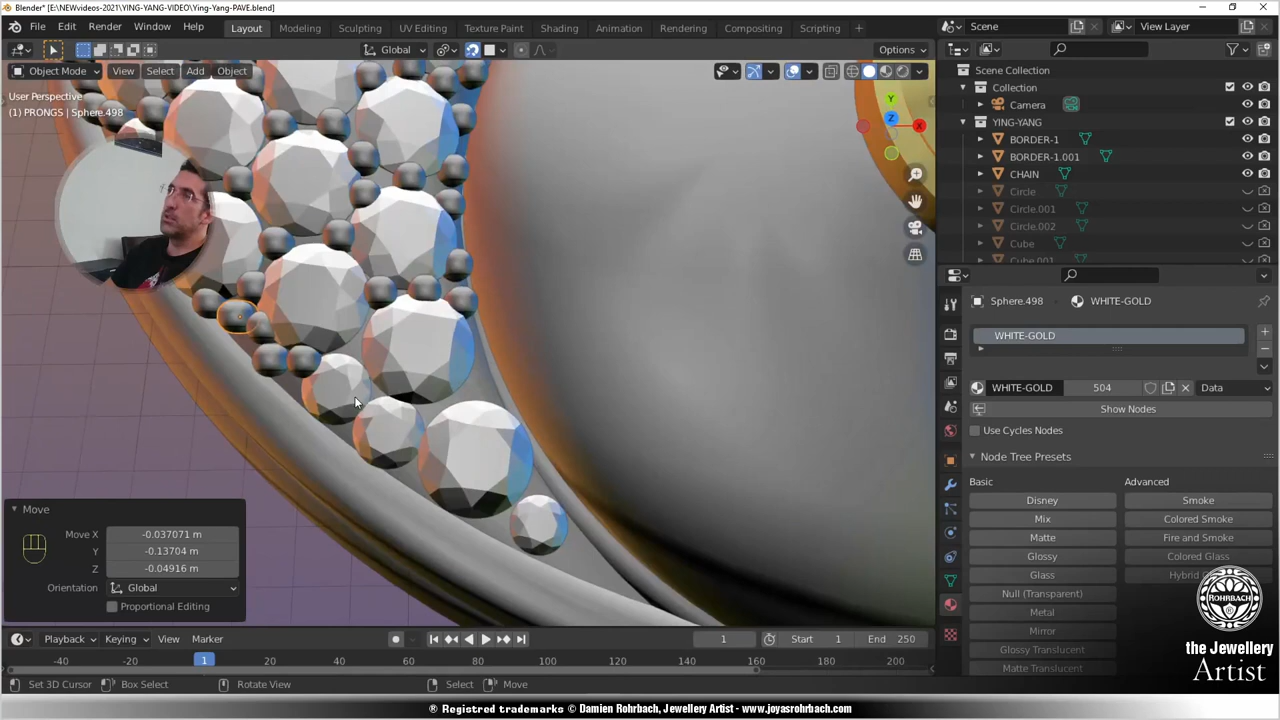 Blender* [E:\NEWvideos-2021\YING-YANG-VIDEO\Ying-Yang-PAVE.blend]
File Edit Render Window Help Layout Modeling Sculpting UV Editing Texture Paint Shading Animation Rendering Compositing Scripting + Scene View Layer
Global Options
Object Mode View Select Add Object
User Perspective
(1) PRONGS | Sphere.498
Y
Z
X
Scene Collection
Collection
Camera
YING-YANG
BORDER-1
BORDER-1.001
CHAIN
Circle
Circle.001
Circle.002
Cube
Cube.001
Sphere.498 WHITE-GOLD
WHITE-GOLD
WHITE-GOLD 504 Data
Show Nodes
Use Cycles Nodes
Node Tree Presets
Basic Advanced
Disney Smoke
Mix Colored Smoke
Matte Fire and Smoke
Glossy Colored Glass
Glass Hybrid G
Null (Transparent)
Metal
Mirror
Glossy Translucent
Matte Translucent
Move
Move X -0.037071 m
Y -0.13704 m
Z -0.04916 m
Orientation Global
Proportional Editing
Playback Keying View Marker 1 Start 1 End 250
-40 -20 1 20 40 60 80 100 120 140 160 180 200
Set 3D Cursor Box Select Rotate View Select Move
ROHRBACH
the Jewellery
Artist
® Registered trademarks © Damien Rohrbach, Jewellery Artist - www.joyasrohrbach.com